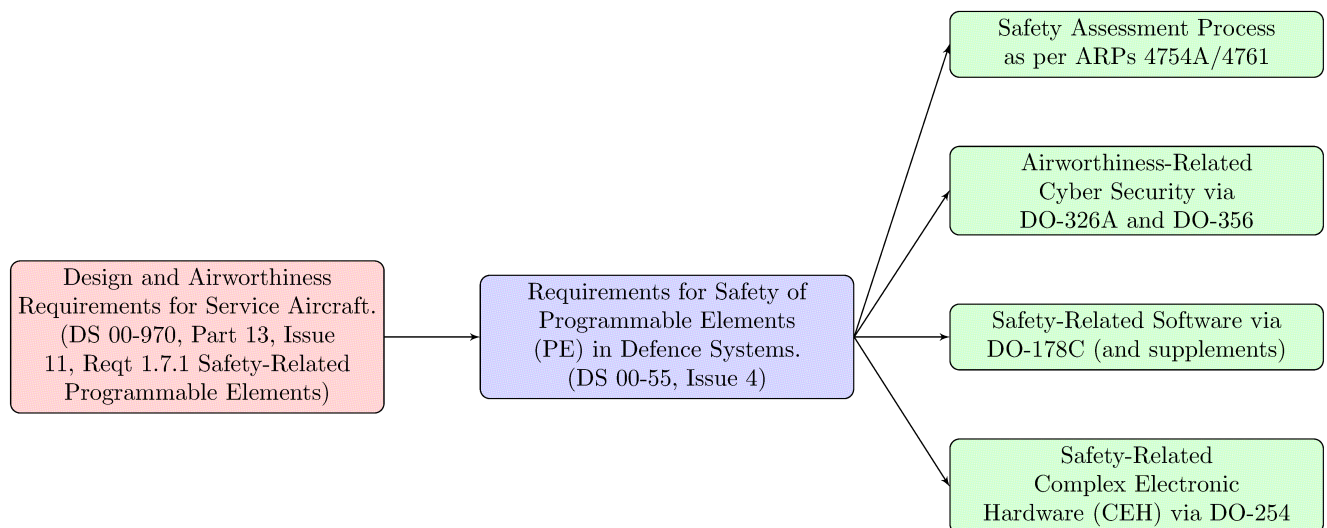 Safety Assessment Process
as per ARPs 4754A/4761
Airworthiness-Related
Cyber Security via
DO-326A and DO-356
Design and Airworthiness
Requirements for Service Aircraft.
(DS 00-970, Part 13, Issue
11, Reqt 1.7.1 Safety-Related
Programmable Elements)
Requirements for Safety of
Programmable Elements
(PE) in Defence Systems.
(DS 00-55, Issue 4)
Safety-Related Software via
DO-178C (and supplements)
Safety-Related
Complex Electronic
Hardware (CEH) via DO-254